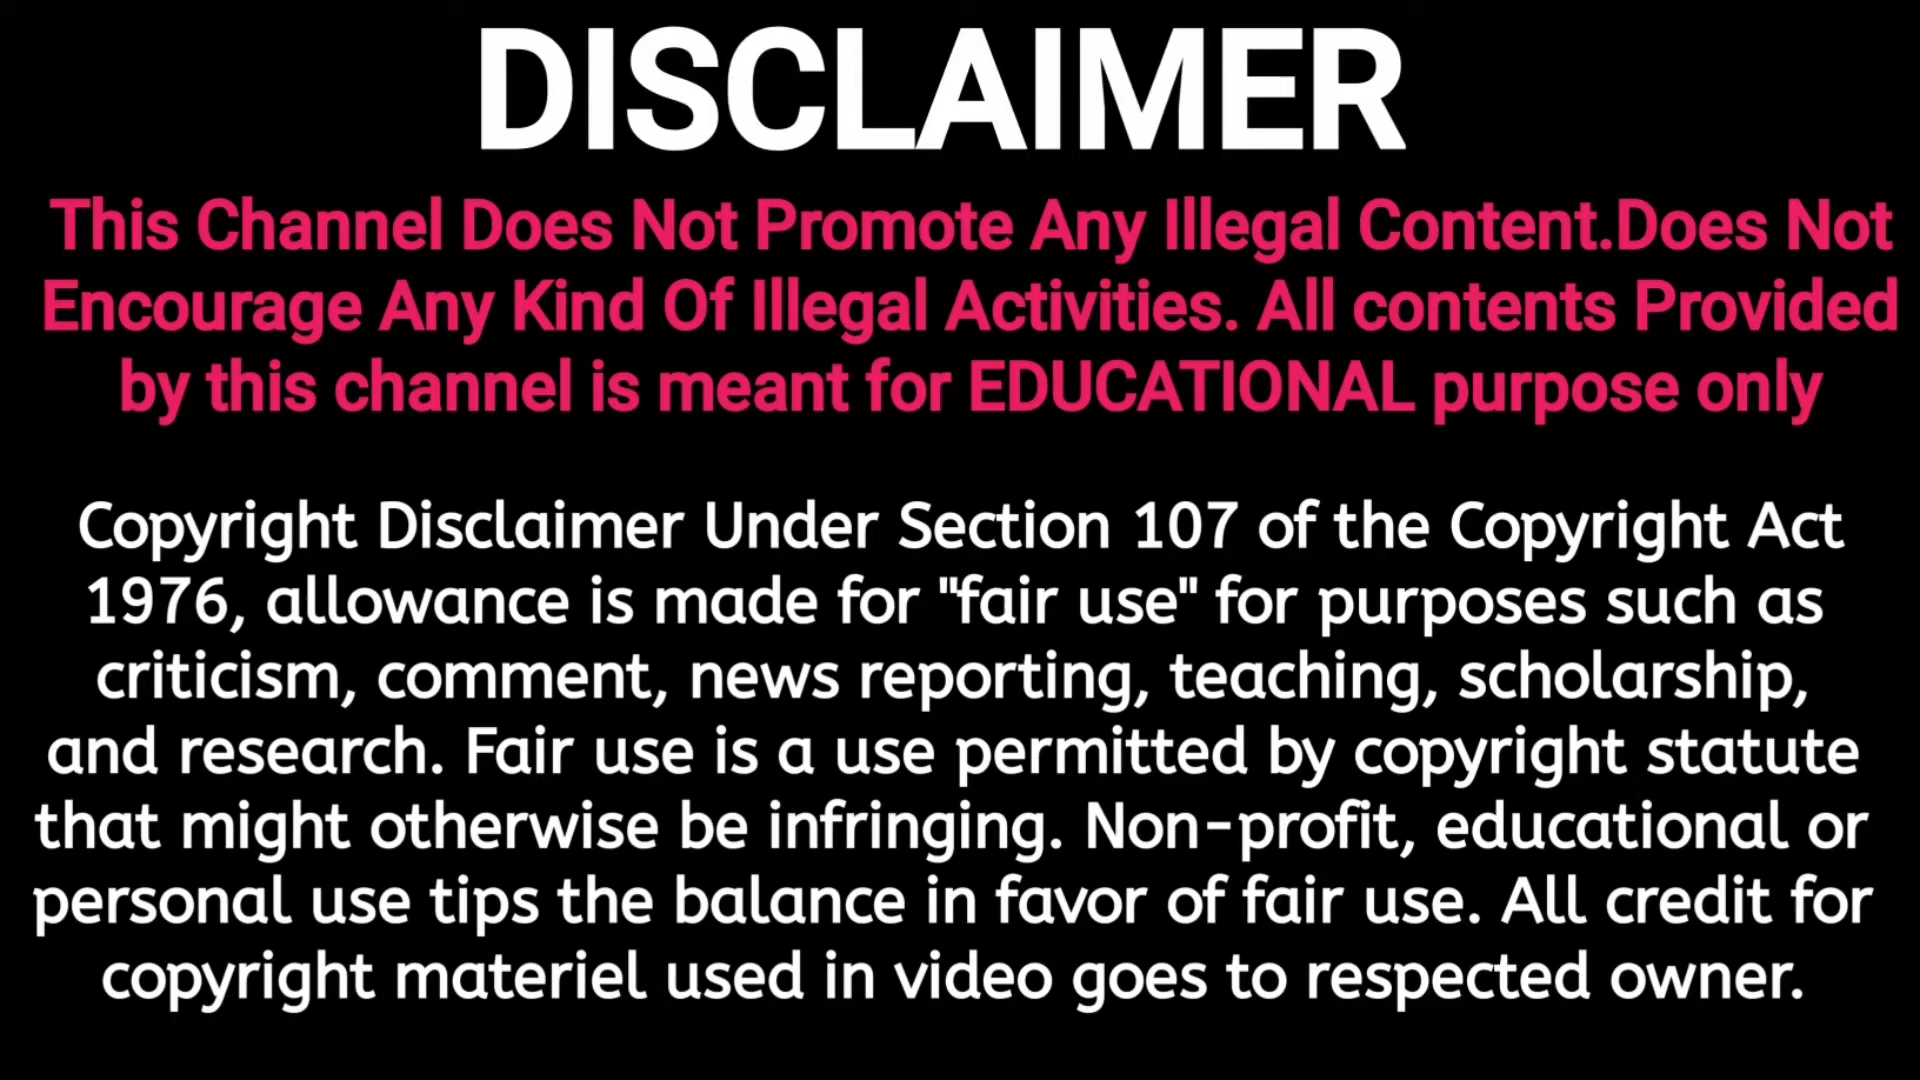 DISCLAIMER
This Channel Does Not Promote Any Illegal Content.Does Not
Encourage Any Kind Of Illegal Activities. All contents Provided
by this channel is meant for EDUCATIONAL purpose only
Copyright Disclaimer Under Section 107 of the Copyright Act
1976, allowance is made for "fair use" for purposes such as
criticism, comment, news reporting, teaching, scholarship,
and research. Fair use is a use permitted by copyright statute
that might otherwise be infringing. Non-profit, educational or
personal use tips the balance in favor of fair use. All credit for
copyright materiel used in video goes to respected owner.